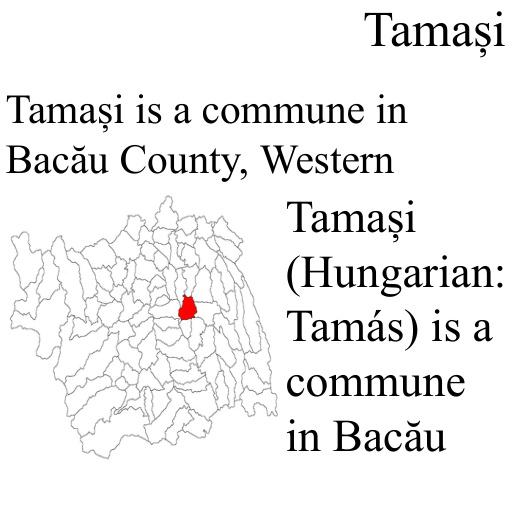 Tamași
Tamași is a commune in
Bacău County, Western
Tamași
(Hungarian:
Tamás) is a
commune
in Bacău